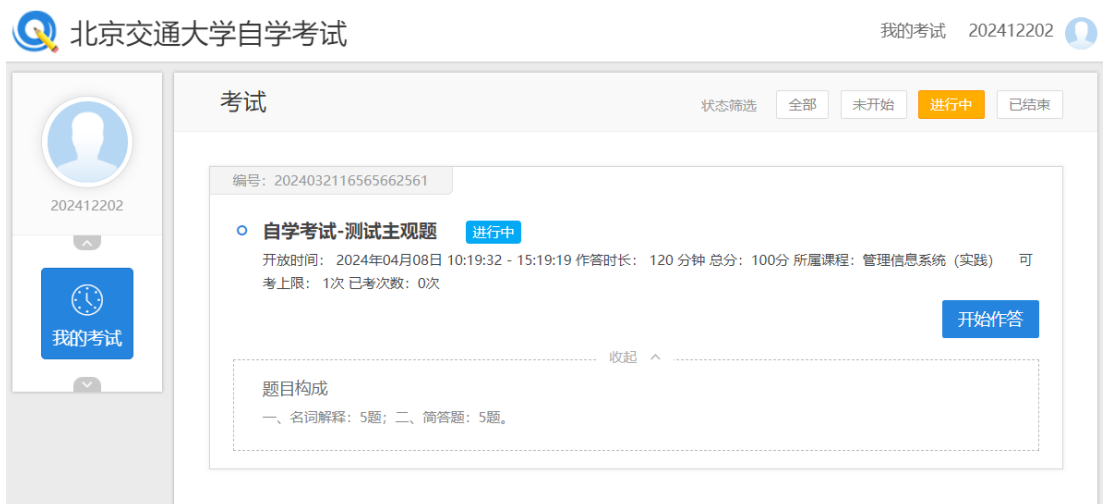 北京交通大学自学考试
我的考试 202412202
202412202
我的考试
考试
状态筛选 全部 未开始 进行中 已结束
编号：2024032116565662561
自学考试-测试主观题 进行中
开放时间： 2024年04月08日 10:19:32 - 15:19:19 作答时长： 120 分钟 总分：100分 所属课程：管理信息系统（实践） 可
考上限： 1次 已考次数：0次
开始作答
收起
题目构成
一、名词解释：5题；二、简答题：5题。